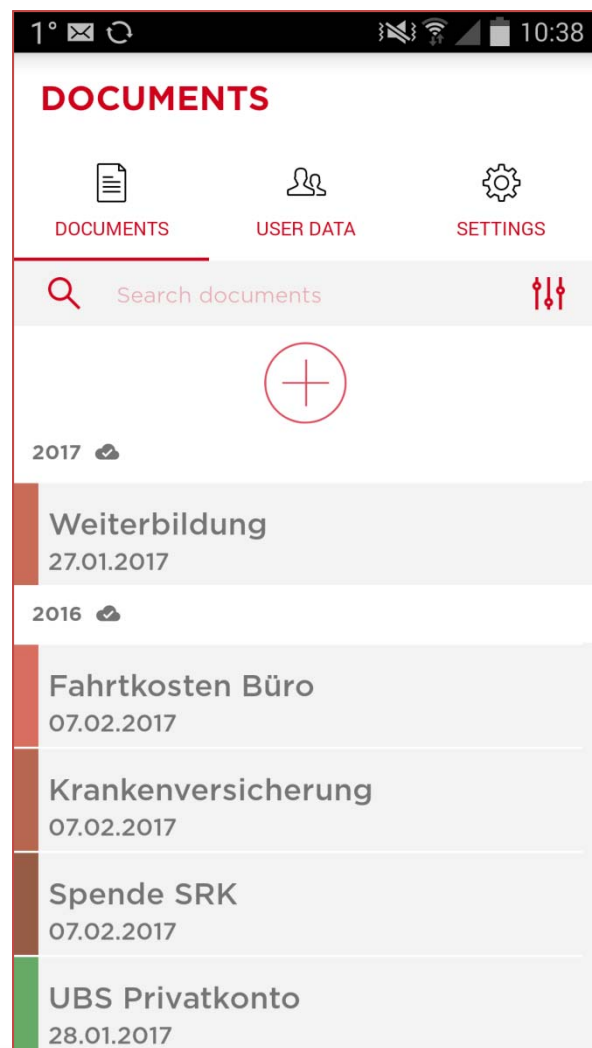 1° 10:38
DOCUMENTS
DOCUMENTS USER DATA SETTINGS
Search documents
2017
Weiterbildung
27.01.2017
2016
Fahrtkosten Büro
07.02.2017
Krankenversicherung
07.02.2017
Spende SRK
07.02.2017
UBS Privatkonto
28.01.2017